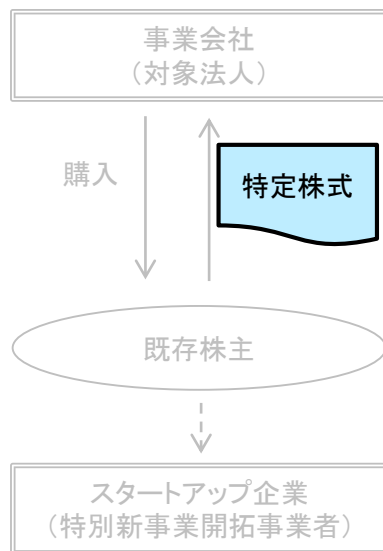 事業会社
（対象法人）
購入
特定株式
既存株主
スタートアップ企業
（特別新事業開拓事業者）